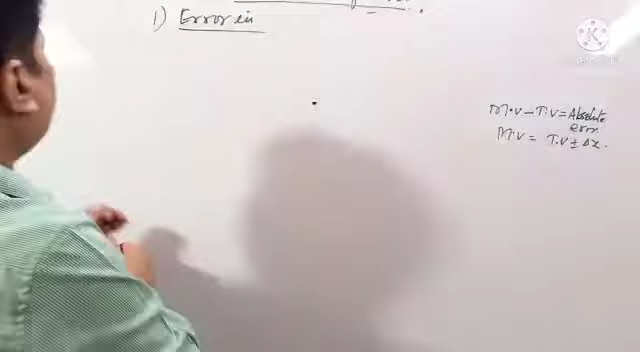 1) Error in
M.V – T.V = Absolute
error.
M.V = T.V ± Δx.